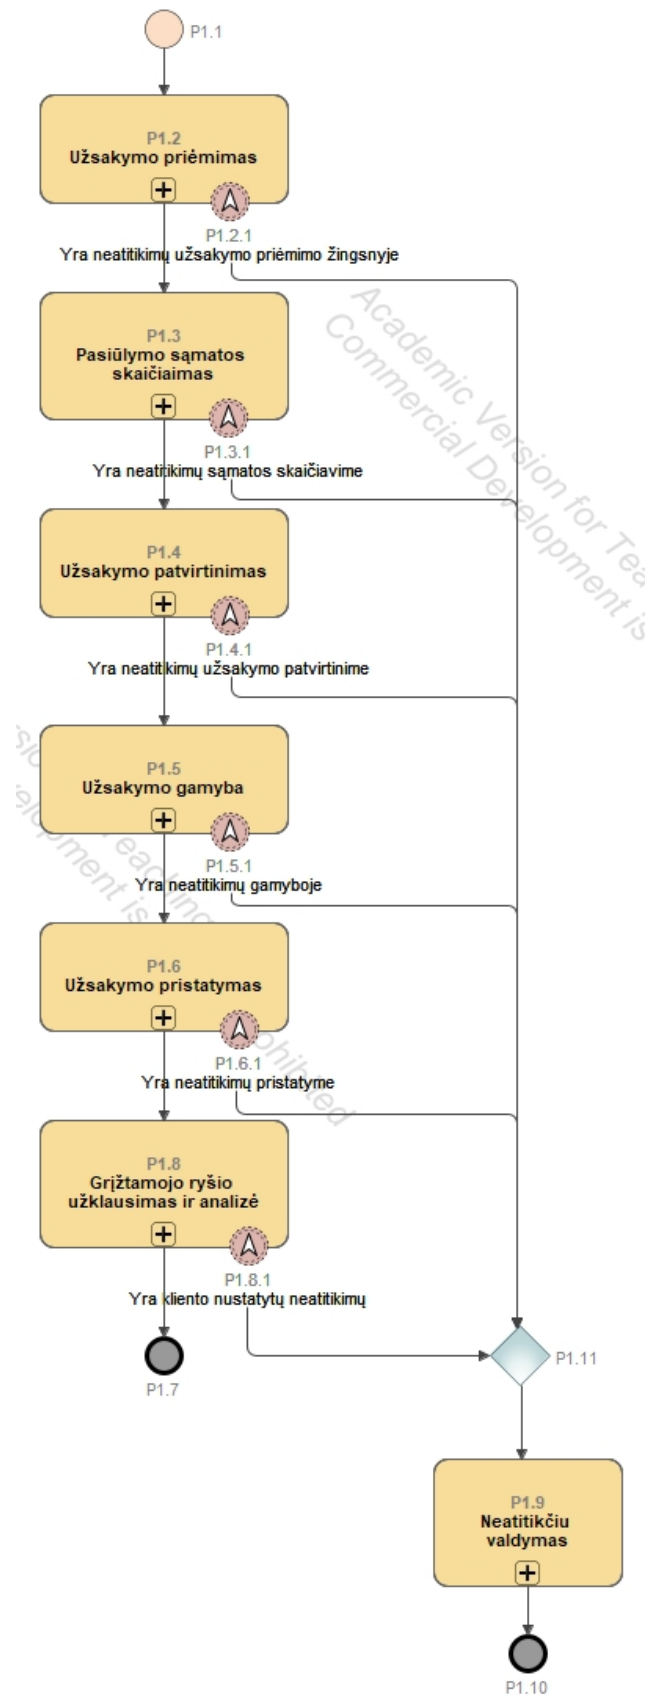 P1.1
P1.2
Užsakymo priėmimas
P1.2.1
Yra neatitikimų užsakymo priėmimo žingsnyje
P1.3
Pasiūlymo sąmatos
skaičiaimas
P1.3.1
Yra neatitikimų sąmatos skaičiavime
P1.4
Užsakymo patvirtinimas
P1.4.1
Yra neatitikimų užsakymo patvirtinime
P1.5
Užsakymo gamyba
P1.5.1
Yra neatitikimų gamyboje
P1.6
Užsakymo pristatymas
P1.6.1
Yra neatitikimų pristatyme
P1.8
Grįžtamojo ryšio
užklausimas ir analizė
P1.8.1
Yra kliento nustatytų neatitikimų
P1.7
P1.11
P1.9
Neatitikčiu
valdymas
P1.10
Academic Version for Tea
Commercial Development is